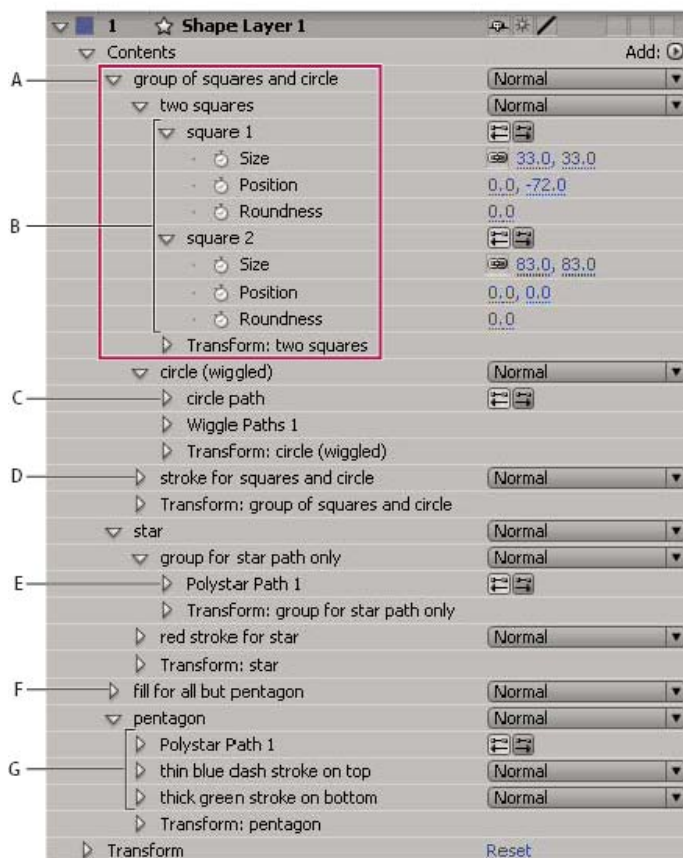 1 Shape Layer 1
Contents Add:
A group of squares and circle Normal
two squares Normal
square 1
Size 33.0, 33.0
Position 0.0, -72.0
B Roundness 0.0
square 2
Size 83.0, 83.0
Position 0.0, 0.0
Roundness 0.0
Transform: two squares
circle (wiggled) Normal
C circle path
Wiggle Paths 1
Transform: circle (wiggled)
D stroke for squares and circle Normal
Transform: group of squares and circle
star Normal
group for star path only Normal
E Polystar Path 1
Transform: group for star path only
red stroke for star Normal
Transform: star
F fill for all but pentagon Normal
pentagon Normal
Polystar Path 1
G thin blue dash stroke on top Normal
thick green stroke on bottom Normal
Transform: pentagon
Transform Reset